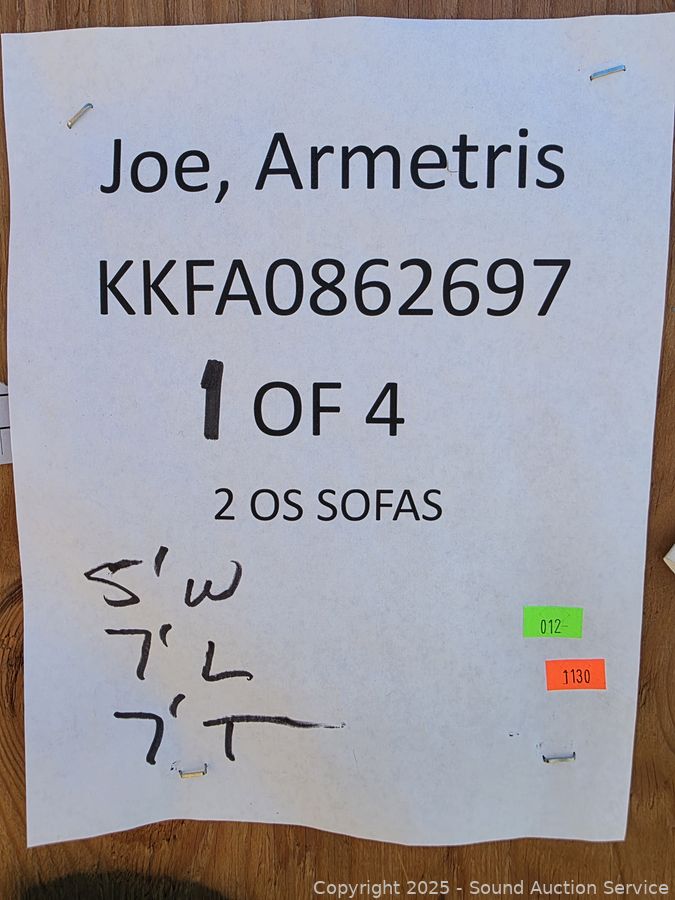 Joe, Armetris
KKFA0862697
1 OF 4
2 OS SOFAS
5' W
7' L
7' T
012
1130
Copyright 2025 - Sound Auction Service